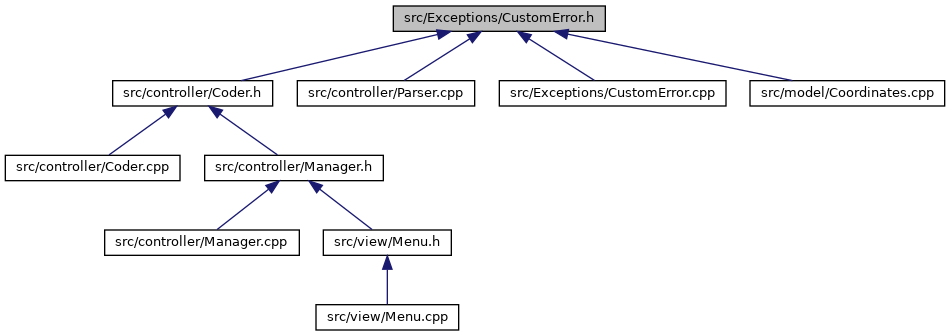 src/Exceptions/CustomError.h
src/controller/Coder.h
src/controller/Parser.cpp
src/Exceptions/CustomError.cpp
src/model/Coordinates.cpp
src/controller/Coder.cpp
src/controller/Manager.h
src/controller/Manager.cpp
src/view/Menu.h
src/view/Menu.cpp